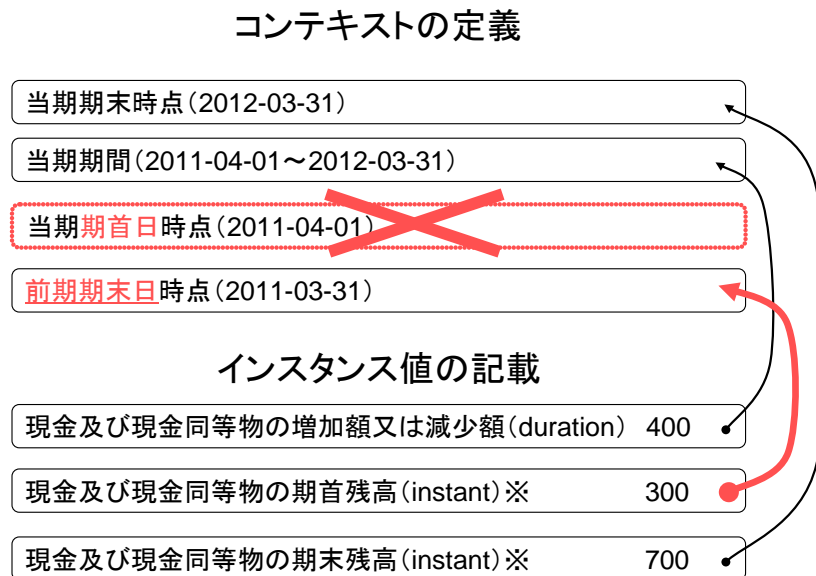 コンテキストの定義
当期期末時点(2012-03-31)
当期期間(2011-04-01～2012-03-31)
当期期首日時点(2011-04-01)
前期期末日時点(2011-03-31)
インスタンス値の記載
現金及び現金同等物の増加額又は減少額(duration) 400
現金及び現金同等物の期首残高(instant)※ 300
現金及び現金同等物の期末残高(instant)※ 700